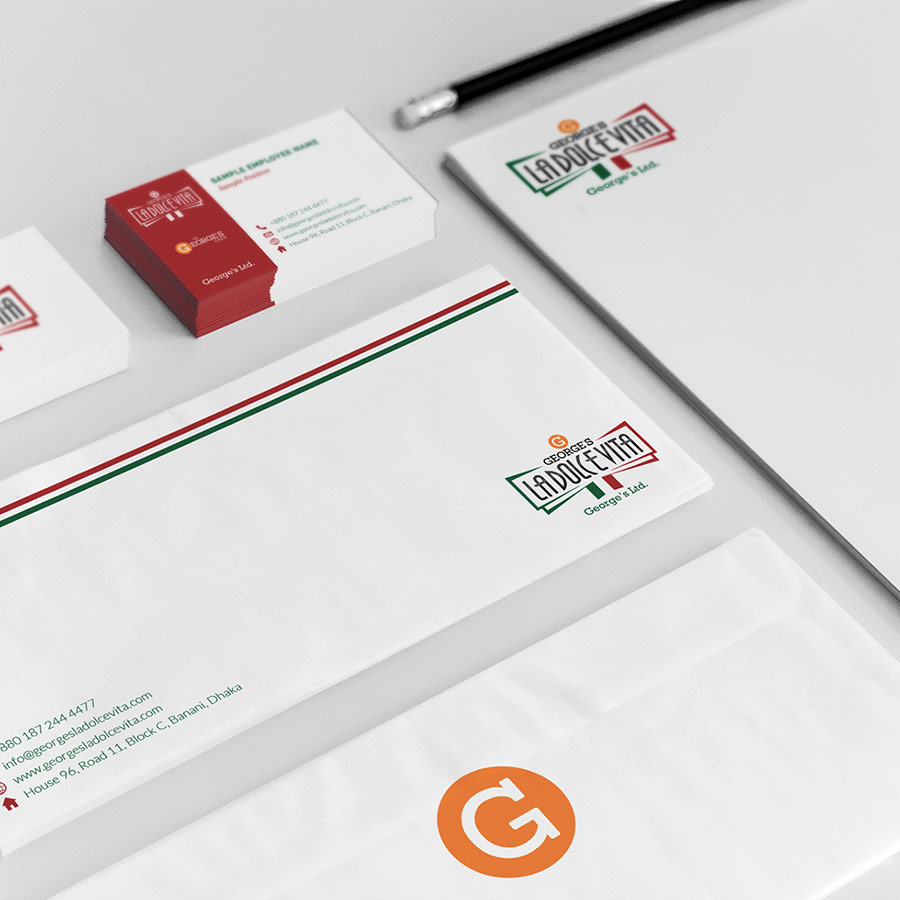 G
GEORGE'S
LA DOLCE VITA
George's Ltd.
SAMPLE EMPLOYEE NAME
Sample Position
+880 187 244 4477
info@georgesladolcevita.com
www.georgesladolcevita.com
House 96, Road 11, Block C, Banani, Dhaka
LA DOLCE VITA
GEORGE'S
George's Ltd.
G
GEORGE'S
LA DOLCE VITA
George's Ltd.
880 187 244 4477
info@georgesladolcevita.com
www.georgesladolcevita.com
House 96, Road 11, Block C, Banani, Dhaka
G